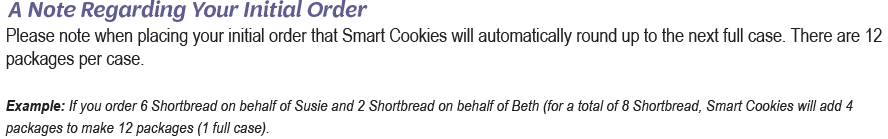 A Note Regarding Your Initial Order
Please note when placing your initial order that Smart Cookies will automatically round up to the next full case. There are 12
packages per case.
Example: If you order 6 Shortbread on behalf of Susie and 2 Shortbread on behalf of Beth (for a total of 8 Shortbread, Smart Cookies will add 4
packages to make 12 packages (1 full case).